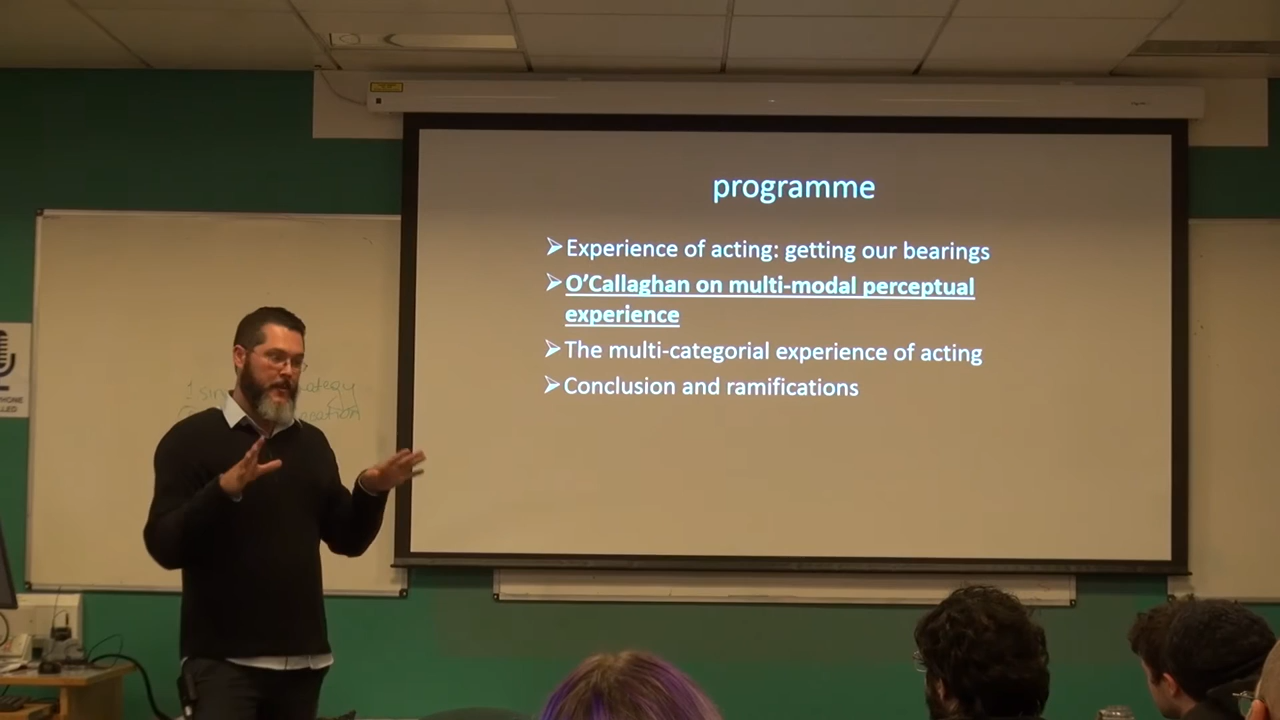 programme
➢Experience of acting: getting our bearings
➢O'Callaghan on multi-modal perceptual
experience
➢The multi-categorial experience of acting
➢Conclusion and ramifications